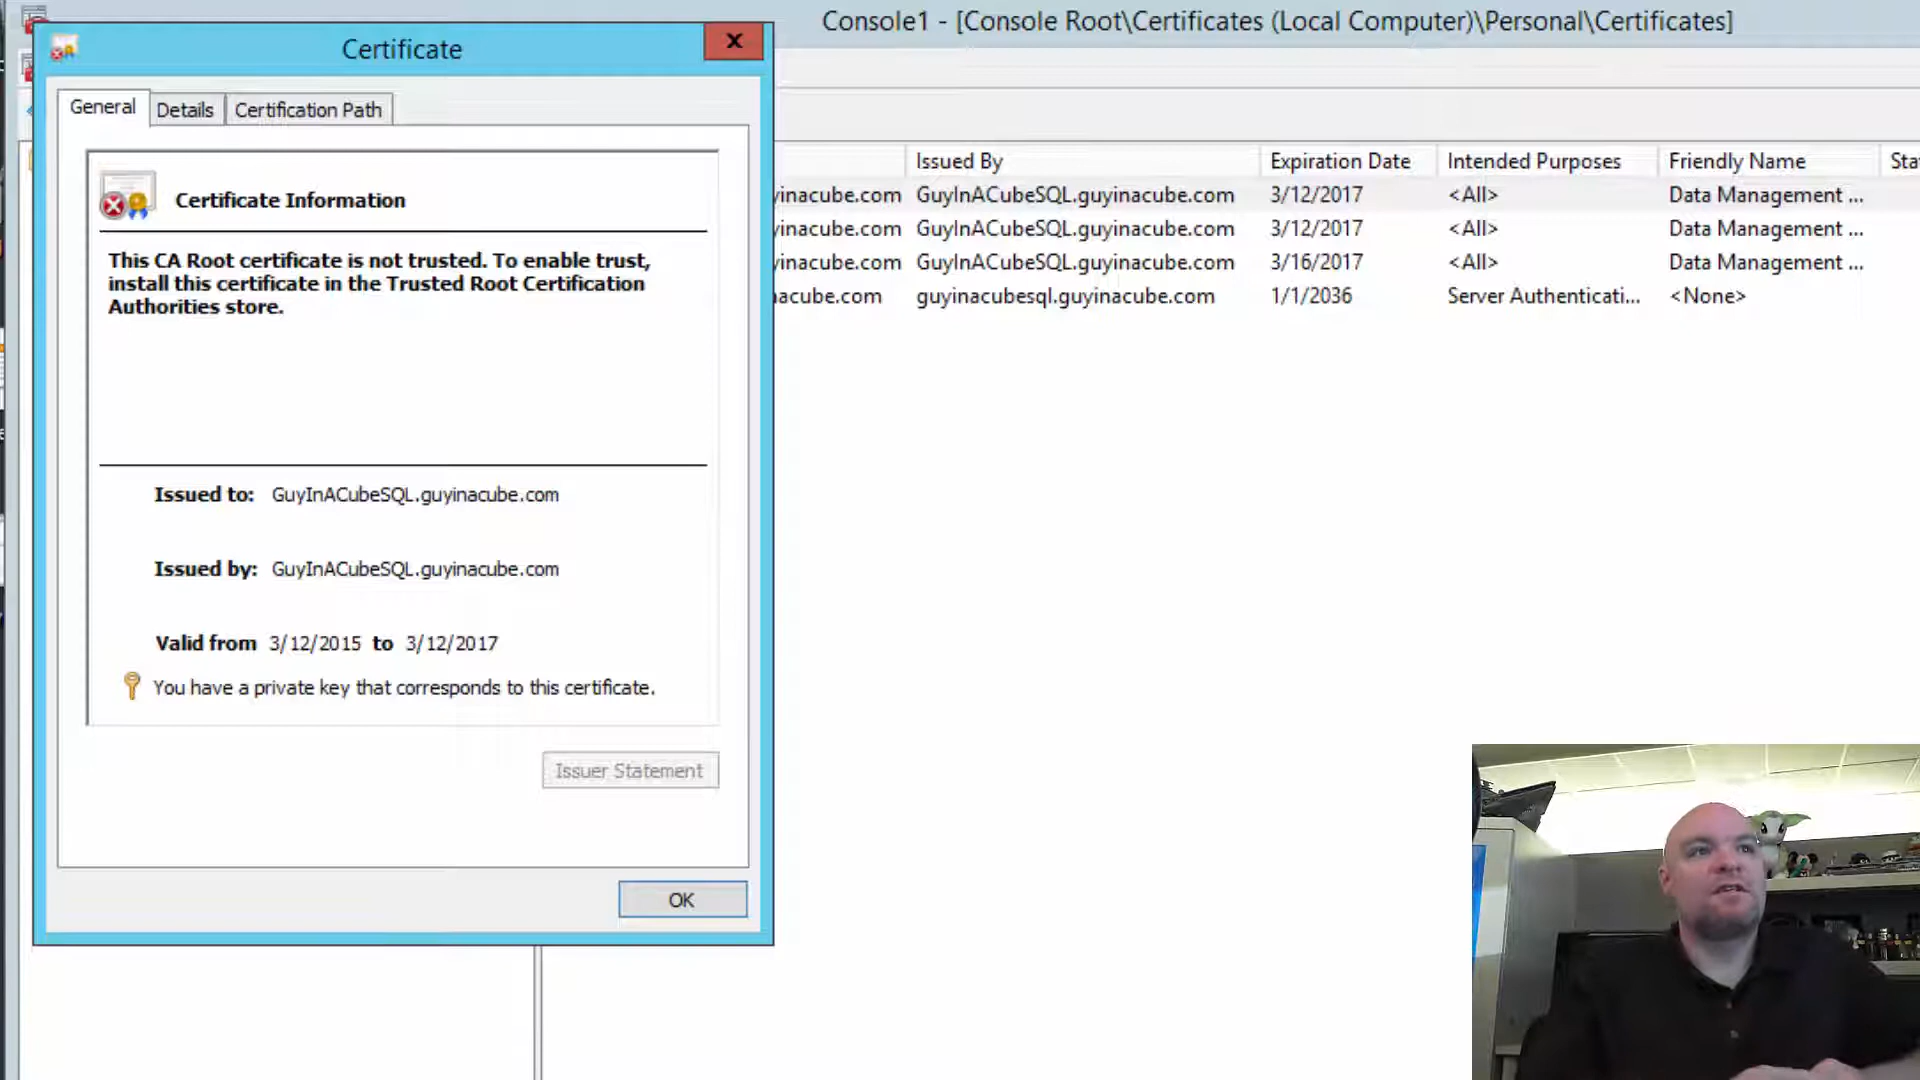 Console1 - [Console Root\Certificates (Local Computer)\Personal\Certificates]
Certificate
General
Details
Certification Path
Certificate Information
This CA Root certificate is not trusted. To enable trust,
install this certificate in the Trusted Root Certification
Authorities store.
Issued to: GuyInACubeSQL.guyinacube.com
Issued by: GuyInACubeSQL.guyinacube.com
Valid from 3/12/2015 to 3/12/2017
You have a private key that corresponds to this certificate.
Issuer Statement
OK
Issued By Expiration Date Intended Purposes Friendly Name Sta
yinacube.com GuyInACubeSQL.guyinacube.com 3/12/2017 <All> Data Management ...
yinacube.com GuyInACubeSQL.guyinacube.com 3/12/2017 <All> Data Management ...
yinacube.com GuyInACubeSQL.guyinacube.com 3/16/2017 <All> Data Management ...
acube.com guyinacubesql.guyinacube.com 1/1/2036 Server Authenticati... <None>